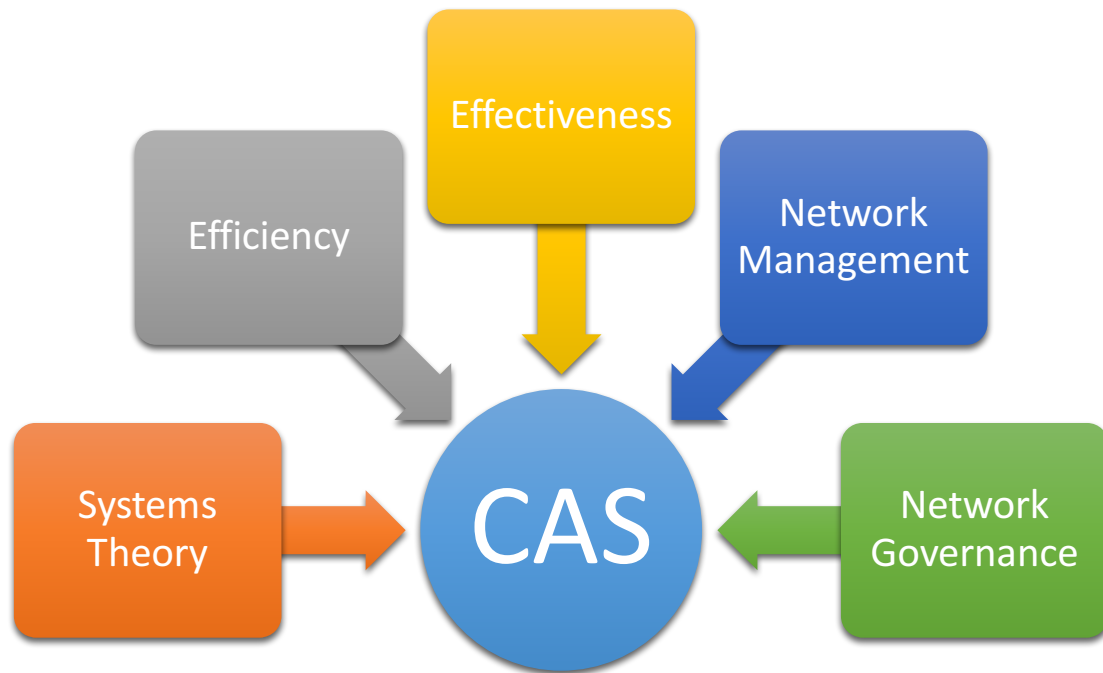 Effectiveness
Efficiency
Network
Management
Systems
Theory
CAS
Network
Governance